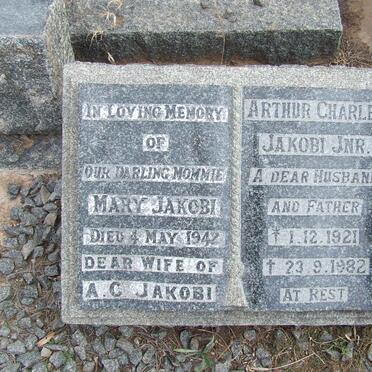 IN LOVING MEMORY
OF
OUR DARLING MOMMIE
MARY JAKOBI
DIED 4 MAY 1942
DEAR WIFE OF
A.C JAKOBI
ARTHUR CHARLE
JAKOBI JNR.
A DEAR HUSBAN
AND FATHER
† 1.12.1921
† 23.9.1982
AT REST